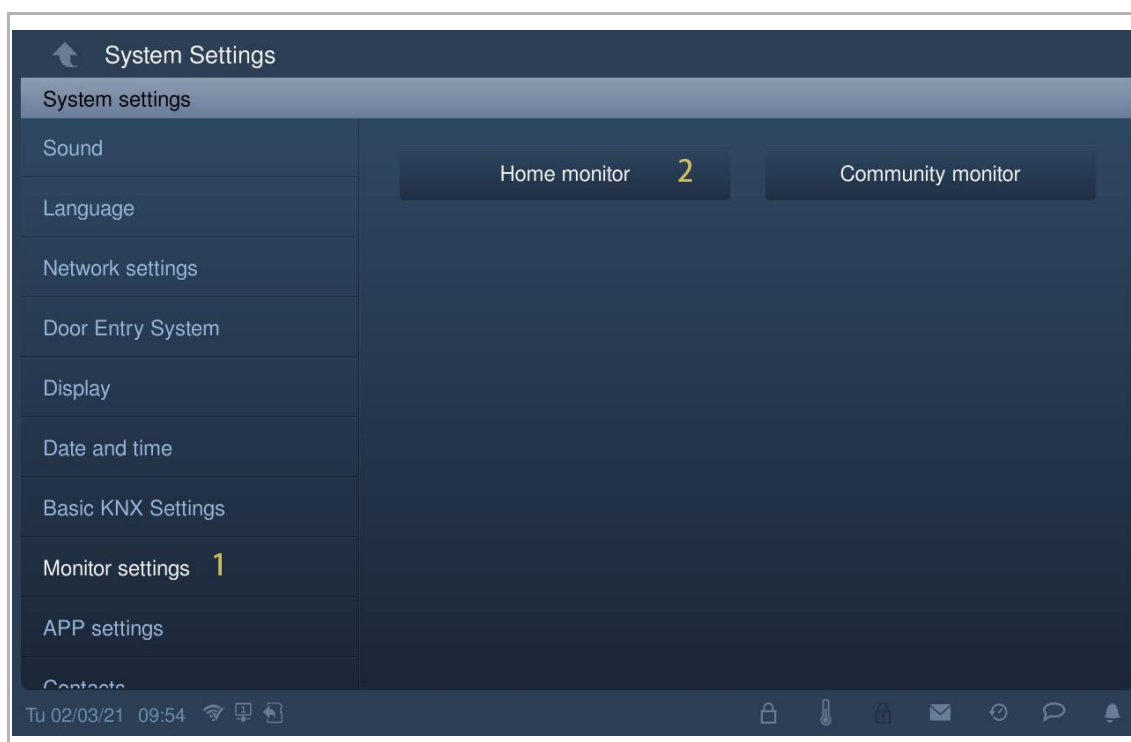 System Settings
System settings
Sound
Language
Network settings
Door Entry System
Display
Date and time
Basic KNX Settings
Monitor settings 1
APP settings
Contacts
Home monitor 2
Community monitor
Tu 02/03/21 09:54